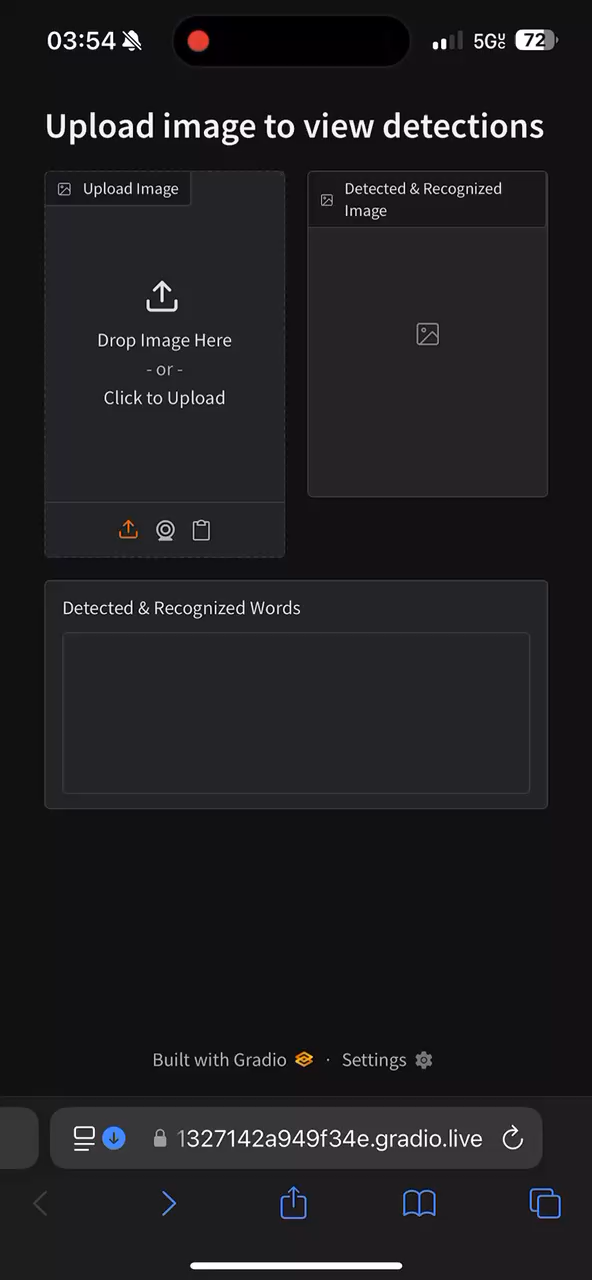 03:54
5G
72
Upload image to view detections
Upload Image
Detected & Recognized
Image
Drop Image Here
- or -
Click to Upload
Detected & Recognized Words
Built with Gradio · Settings
1327142a949f34e.gradio.live